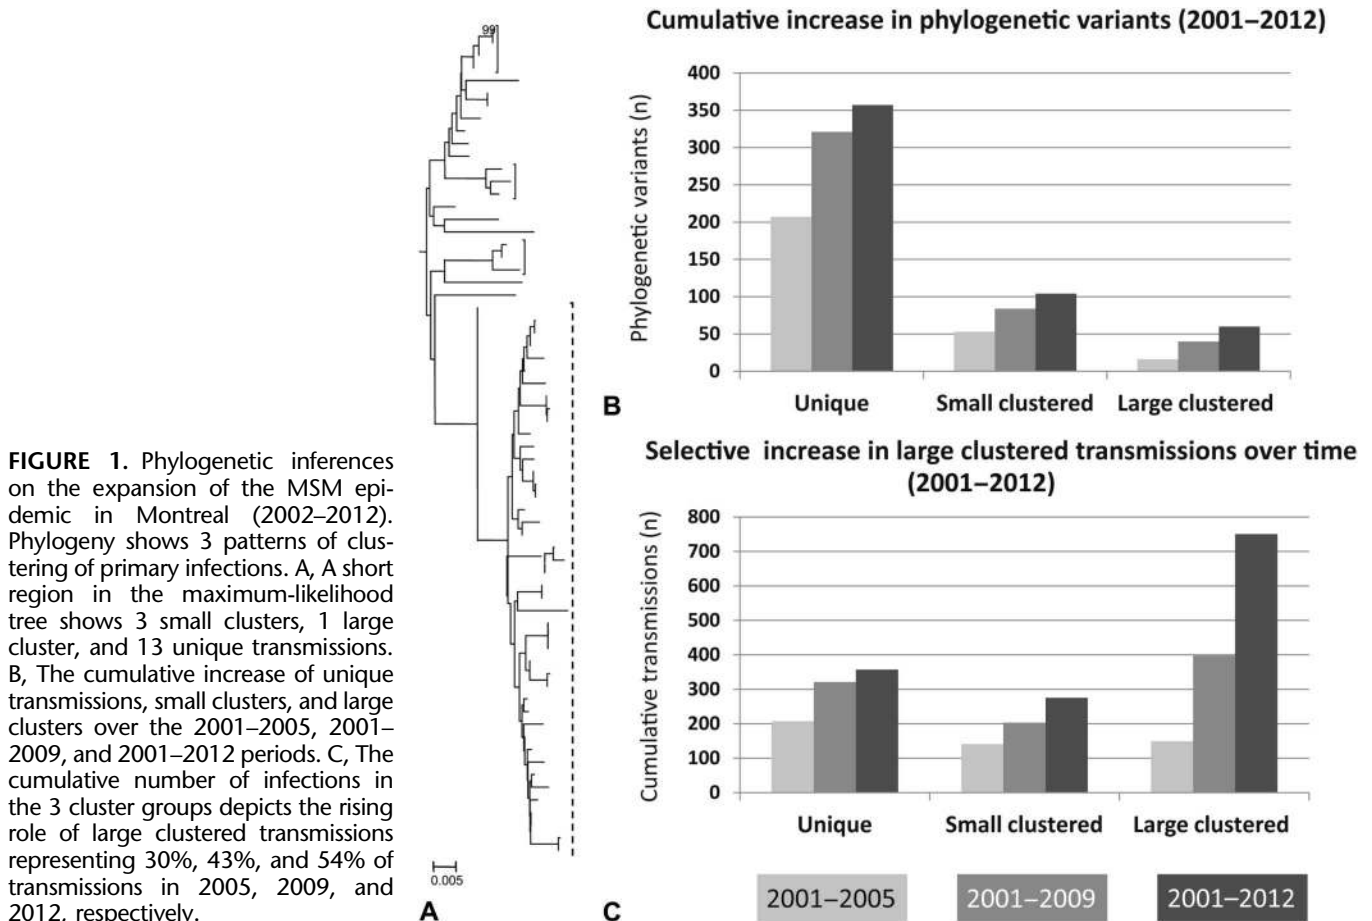 FIGURE 1. Phylogenetic inferences
on the expansion of the MSM epi-
demic in Montreal (2002–2012).
Phylogeny shows 3 patterns of clus-
tering of primary infections. A, A short
region in the maximum-likelihood
tree shows 3 small clusters, 1 large
cluster, and 13 unique transmissions.
B, The cumulative increase of unique
transmissions, small clusters, and large
clusters over the 2001–2005, 2001–
2009, and 2001–2012 periods. C, The
cumulative number of infections in
the 3 cluster groups depicts the rising
role of large clustered transmissions
representing 30%, 43%, and 54% of
transmissions in 2005, 2009, and
2012, respectively.
99
0.005
A
Cumulative increase in phylogenetic variants (2001–2012)
Phylogenetic variants (n)
400
350
300
250
200
150
100
50
0
Unique Small clustered Large clustered
B
Selective increase in large clustered transmissions over time
(2001–2012)
Cumulative transmissions (n)
800
700
600
500
400
300
200
100
0
Unique Small clustered Large clustered
2001–2005 2001–2009 2001–2012
C